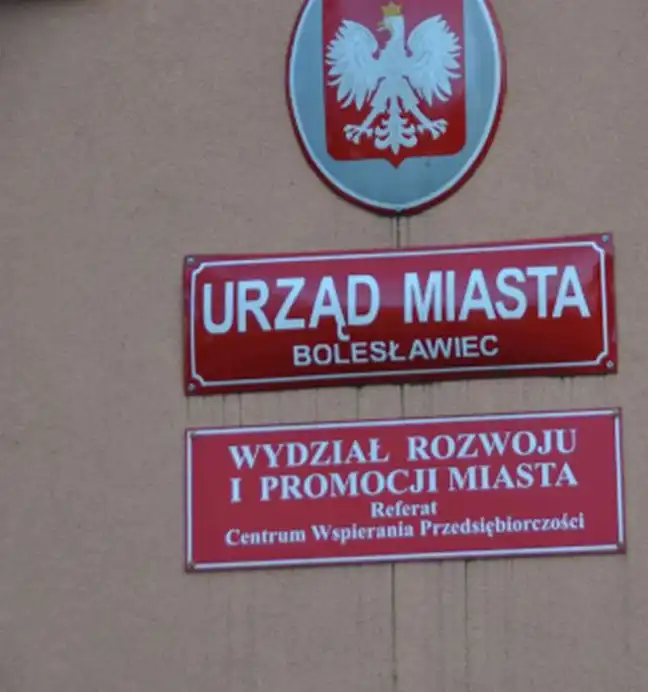 URZĄD MIASTA
BOLESŁAWIEC
WYDZIAŁ ROZWOJU
I PROMOCJI MIASTA
Referat
Centrum Wspierania Przedsiębiorczości